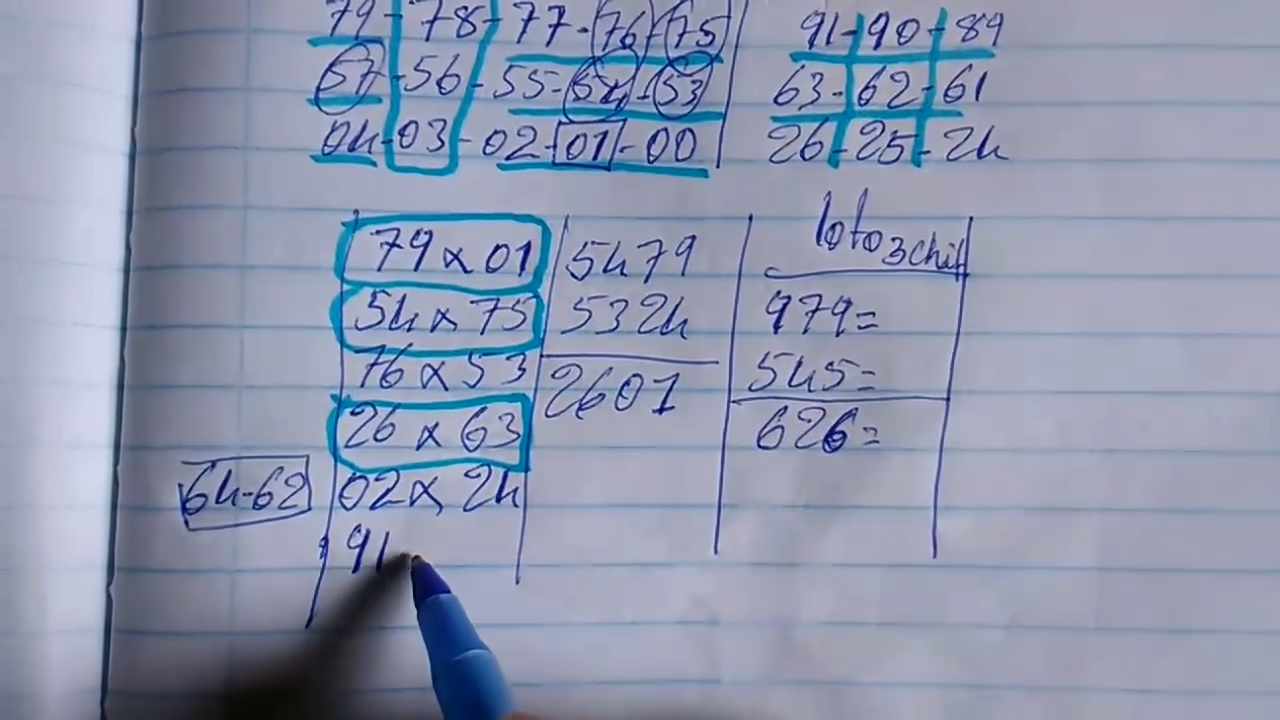 79-78-77-76-75
57-56-55-54-53
04-03-02-01-00
91-90-89
63-62-61
26-25-24
79x01
54x75
76x53
26x63
02x24
91
64-62
5479
5324
2601
loto3chif
979=
545=
626=